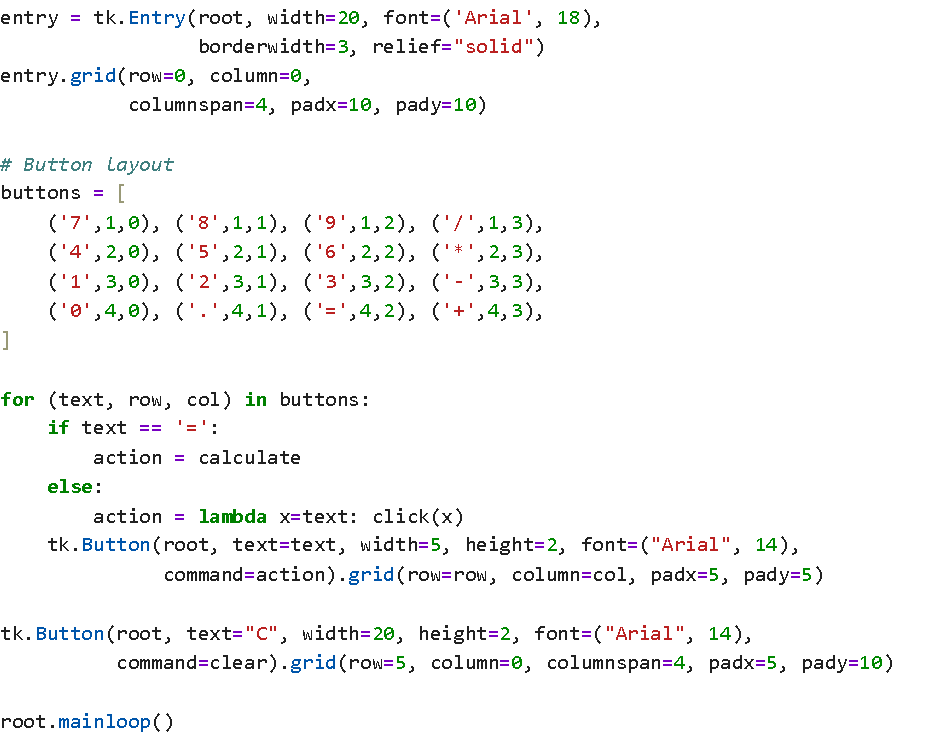 entry = tk.Entry(root, width=20, font=('Arial', 18),
                 borderwidth=3, relief="solid")
entry.grid(row=0, column=0,
           columnspan=4, padx=10, pady=10)

# Button layout
buttons = [
    ('7',1,0), ('8',1,1), ('9',1,2), ('/',1,3),
    ('4',2,0), ('5',2,1), ('6',2,2), ('*',2,3),
    ('1',3,0), ('2',3,1), ('3',3,2), ('-',3,3),
    ('0',4,0), ('.',4,1), ('=',4,2), ('+',4,3),
]

for (text, row, col) in buttons:
    if text == '=':
        action = calculate
    else:
        action = lambda x=text: click(x)
    tk.Button(root, text=text, width=5, height=2, font=("Arial", 14),
              command=action).grid(row=row, column=col, padx=5, pady=5)

tk.Button(root, text="C", width=20, height=2, font=("Arial", 14),
          command=clear).grid(row=5, column=0, columnspan=4, padx=5, pady=10)

root.mainloop()